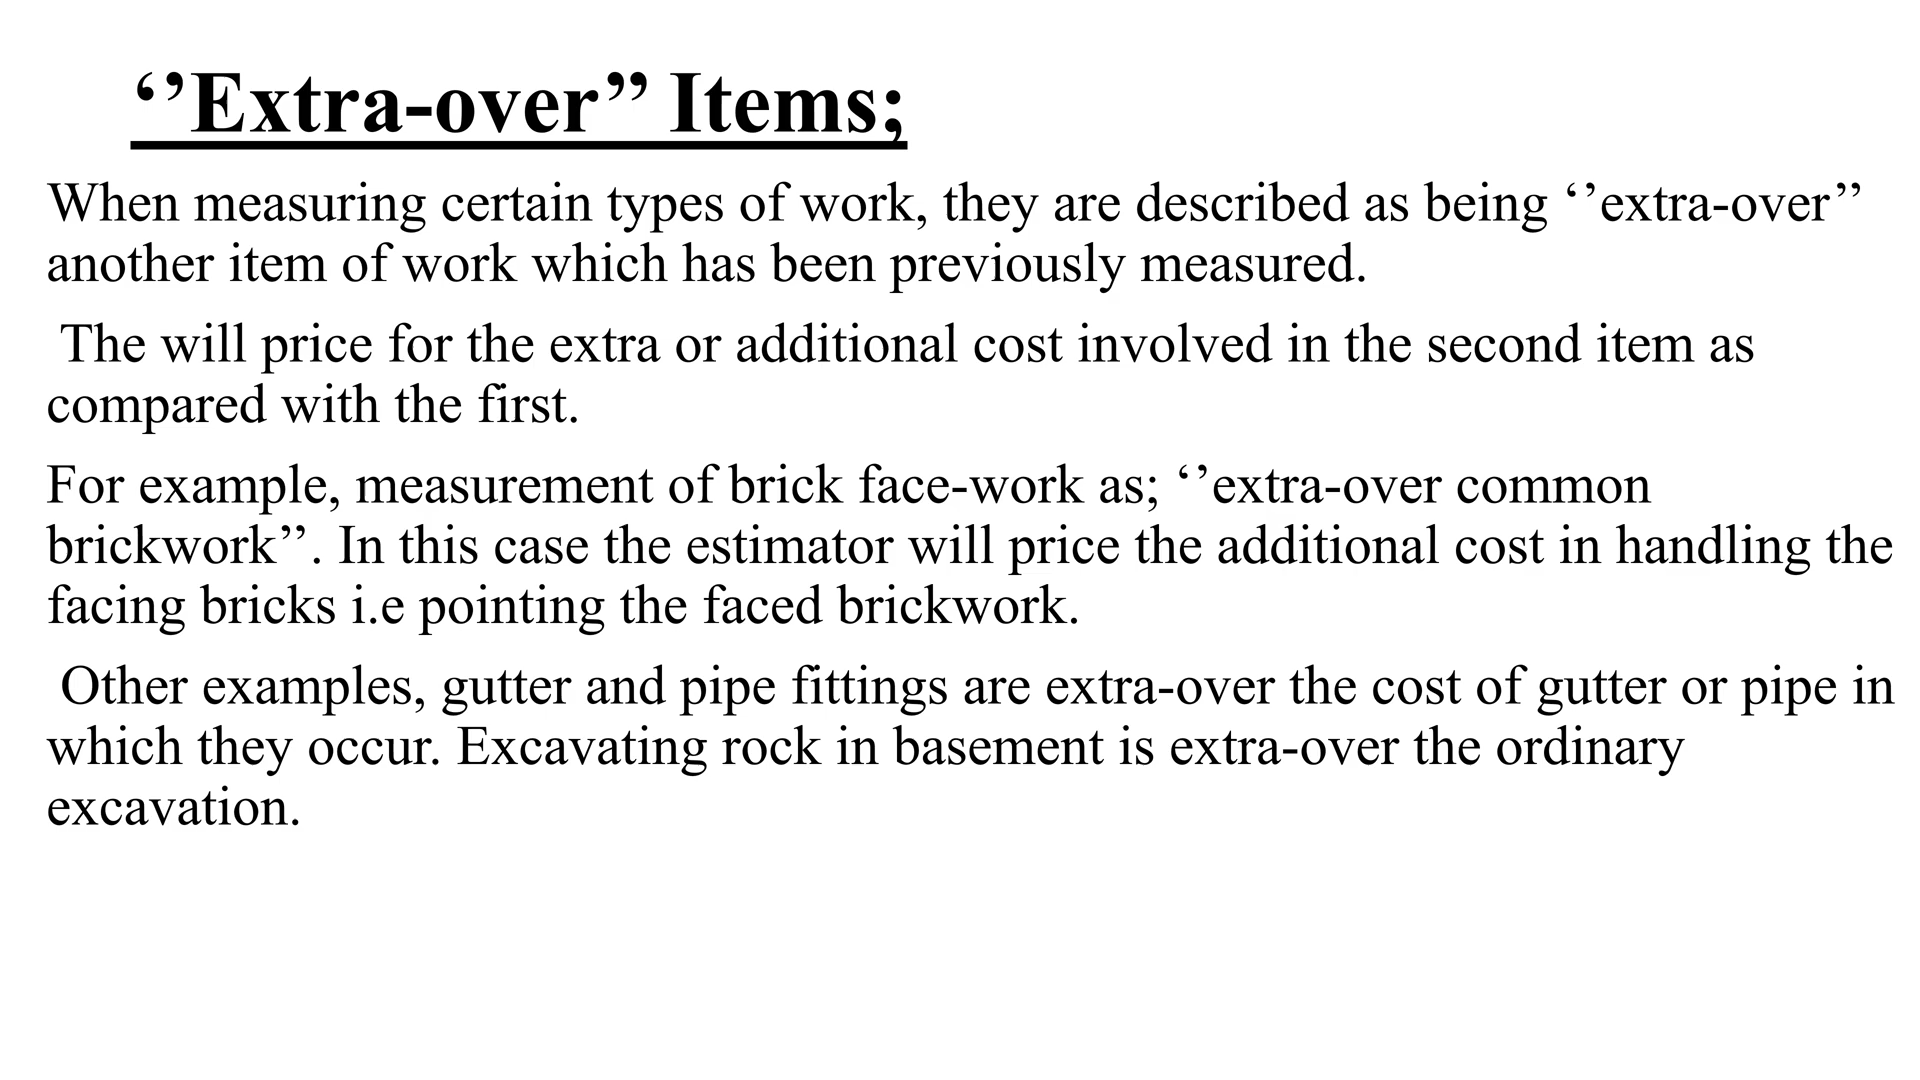 ‘’Extra-over’’ Items;
When measuring certain types of work, they are described as being ‘’extra-over’’
another item of work which has been previously measured.
The will price for the extra or additional cost involved in the second item as
compared with the first.
For example, measurement of brick face-work as; ‘’extra-over common
brickwork’’. In this case the estimator will price the additional cost in handling the
facing bricks i.e pointing the faced brickwork.
Other examples, gutter and pipe fittings are extra-over the cost of gutter or pipe in
which they occur. Excavating rock in basement is extra-over the ordinary
excavation.